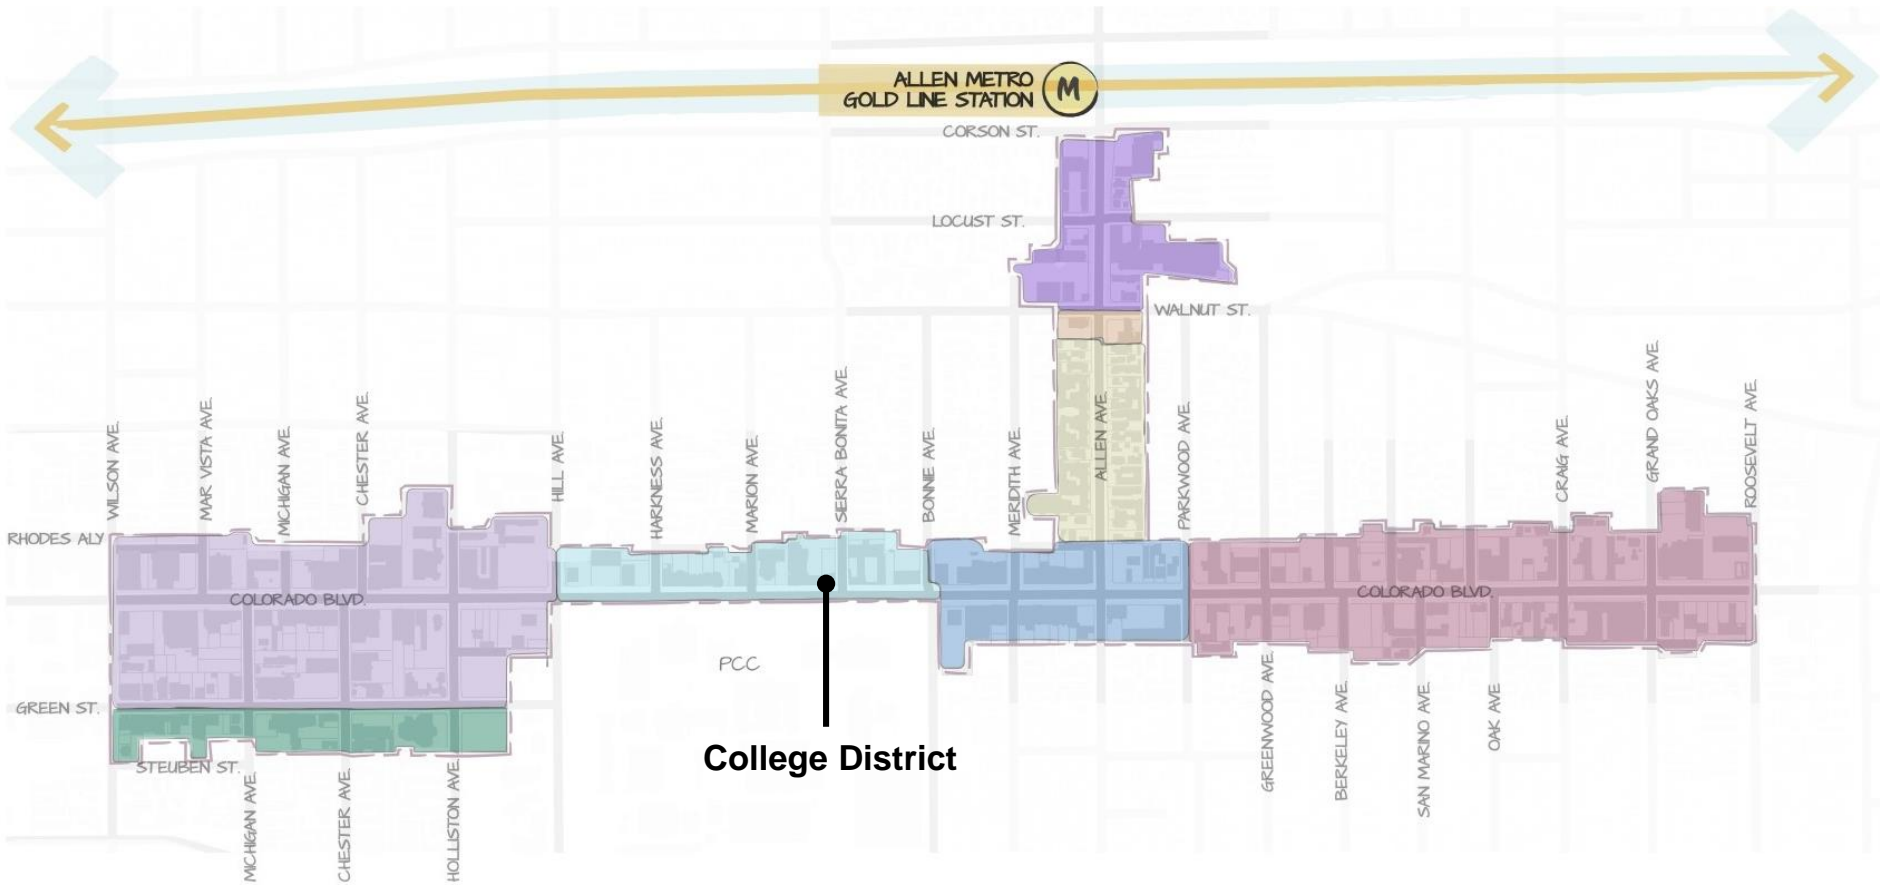 ALLEN METRO
GOLD LINE STATION
M
CORSON ST.
LOCUST ST.
WALNUT ST.
WILSON AVE.
MAR VISTA AVE.
MICHIGAN AVE.
CHESTER AVE.
HILL AVE.
HARKNESS AVE.
MARION AVE.
SIERRA BONITA AVE.
BONNIE AVE.
MERIDITH AVE.
ALLEN AVE.
PARKWOOD AVE.
CRAIG AVE.
GRAND OAKS AVE.
ROOSEVELT AVE.
RHODES ALY
COLORADO BLVD.
COLORADO BLVD.
PCC
GREEN ST.
College District
STEUBEN ST.
MICHIGAN AVE.
CHESTER AVE.
HOLLISTON AVE.
GREENWOOD AVE.
BERKELEY AVE.
SAN MARINO AVE.
OAK AVE